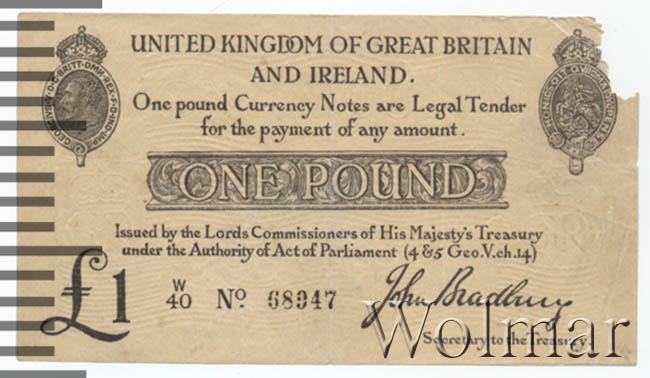 UNITED KINGDOM OF GREAT BRITAIN
AND IRELAND.
One pound Currency Notes are Legal Tender
for the payment of any amount.
ONE POUND
Issued by the Lords Commissioners of His Majesty's Treasury
under the Authority of Act of Parliament (4 & 5 Geo. V. ch. 14)
£1 W/40 No 68947
John Bradbury
Secretary to the Treasury.
Wolmar